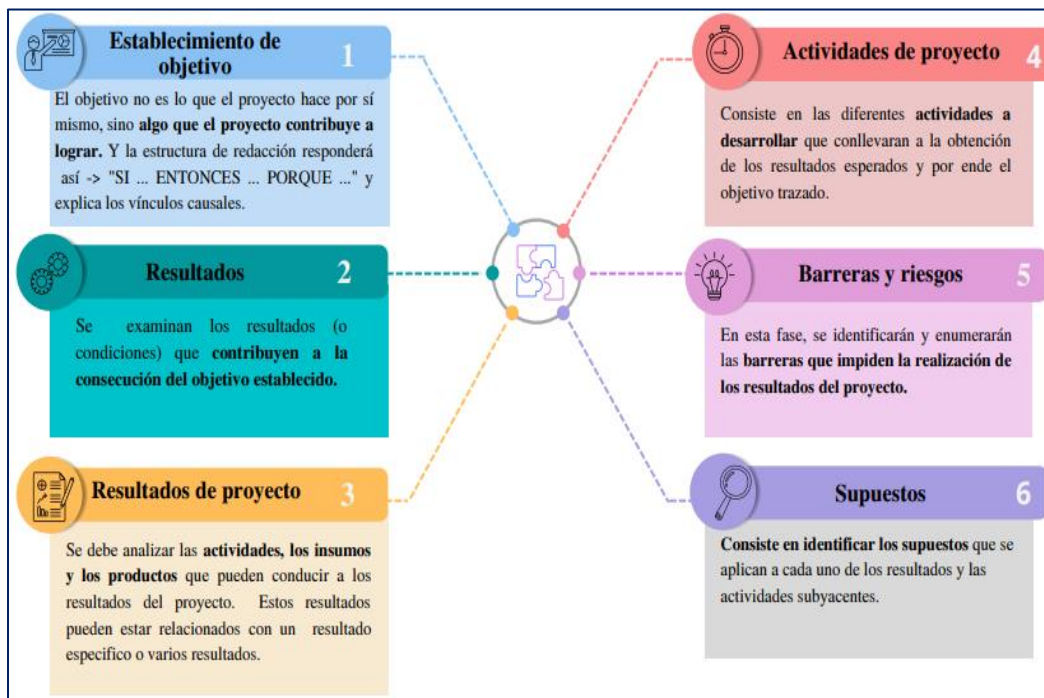 Establecimiento de
objetivo
1
El objetivo no es lo que el proyecto hace por sí
mismo, sino algo que el proyecto contribuye a
lograr. Y la estructura de redacción responderá
así -> "SI ... ENTONCES ... PORQUE ..." y
explica los vínculos causales.
Resultados
2
Se examinan los resultados (o
condiciones) que contribuyen a la
consecución del objetivo establecido.
Resultados de proyecto
3
Se debe analizar las actividades, los insumos
y los productos que pueden conducir a los
resultados del proyecto. Estos resultados
pueden estar relacionados con un resultado
especifico o varios resultados.
Actividades de proyecto
4
Consiste en las diferentes actividades a
desarrollar que conllevaran a la obtención
de los resultados esperados y por ende el
objetivo trazado.
Barreras y riesgos
5
En esta fase, se identificarán y enumerarán
las barreras que impiden la realización de
los resultados del proyecto.
Supuestos
6
Consiste en identificar los supuestos que se
aplican a cada uno de los resultados y las
actividades subyacentes.